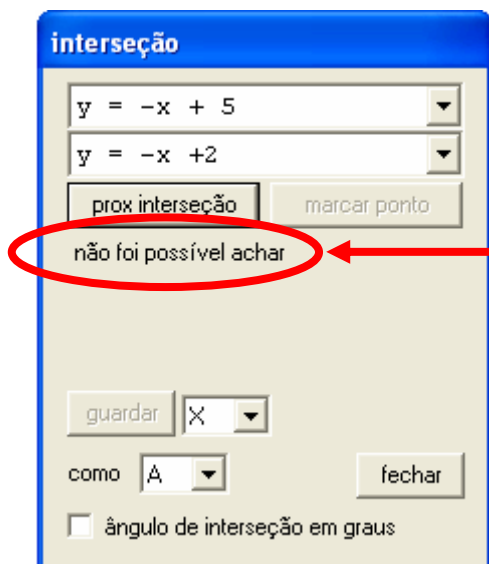 interseção
y = -x + 5
y = -x +2
prox interseção marcar ponto
não foi possível achar
guardar X
como A fechar
ângulo de interseção em graus